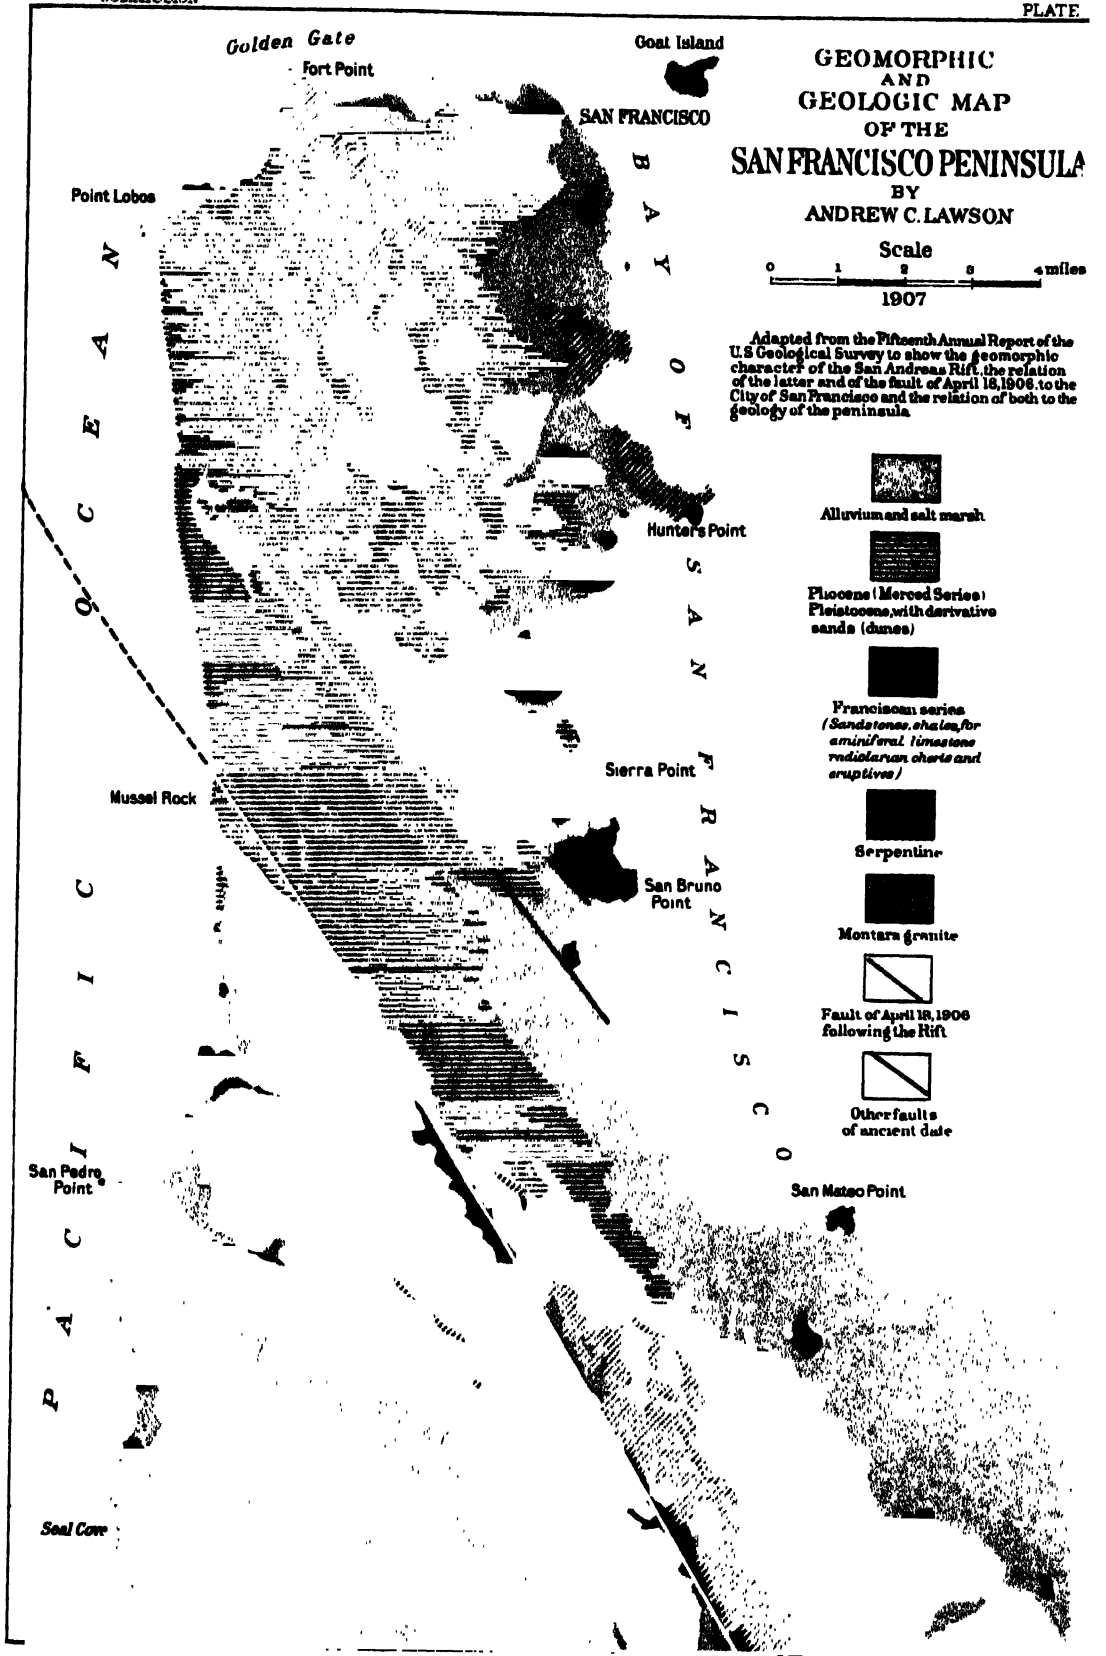 PLATE
Golden Gate
Fort Point
Goat Island
SAN FRANCISCO
Point Lobos
GEOMORPHIC
AND
GEOLOGIC MAP
OF THE
SAN FRANCISCO PENINSULA
BY
ANDREW C. LAWSON
Scale
0 1 2 3 4 miles
1907
Adapted from the Fifteenth Annual Report of the
U.S Geological Survey to show the geomorphic
character of the San Andreas Rift, the relation
of the latter and of the fault of April 18, 1906, to the
City of San Francisco and the relation of both to the
geology of the peninsula
Alluvium and salt marsh
Pliocene (Merced Series)
Pleistocene, with derivative
sands (dunes)
Franciscan series
(Sandstones, shales, for
aminiferal limestone
radiolarian cherts and
eruptives)
Serpentine
Montara granite
Fault of April 18, 1906
following the Rift
Other faults
of ancient date
BAY OF SAN FRANCISCO
PACIFIC OCEAN
Hunters Point
Sierra Point
Mussel Rock
San Bruno
Point
San Pedro
Point
San Mateo Point
Seal Cove